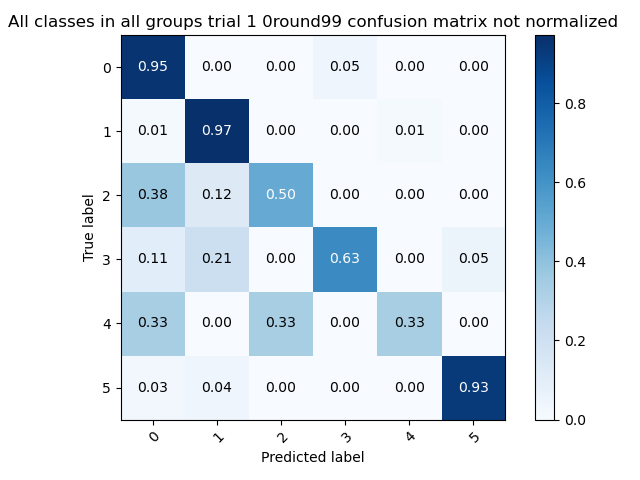 All classes in all groups trial 1 0round99 confusion matrix not normalized
0 0.95 0.00 0.00 0.05 0.00 0.00
1 0.01 0.97 0.00 0.00 0.01 0.00
2 0.38 0.12 0.50 0.00 0.00 0.00
3 0.11 0.21 0.00 0.63 0.00 0.05
4 0.33 0.00 0.33 0.00 0.33 0.00
5 0.03 0.04 0.00 0.00 0.00 0.93
0 1 2 3 4 5
True label
Predicted label
0.8
0.6
0.4
0.2
0.0